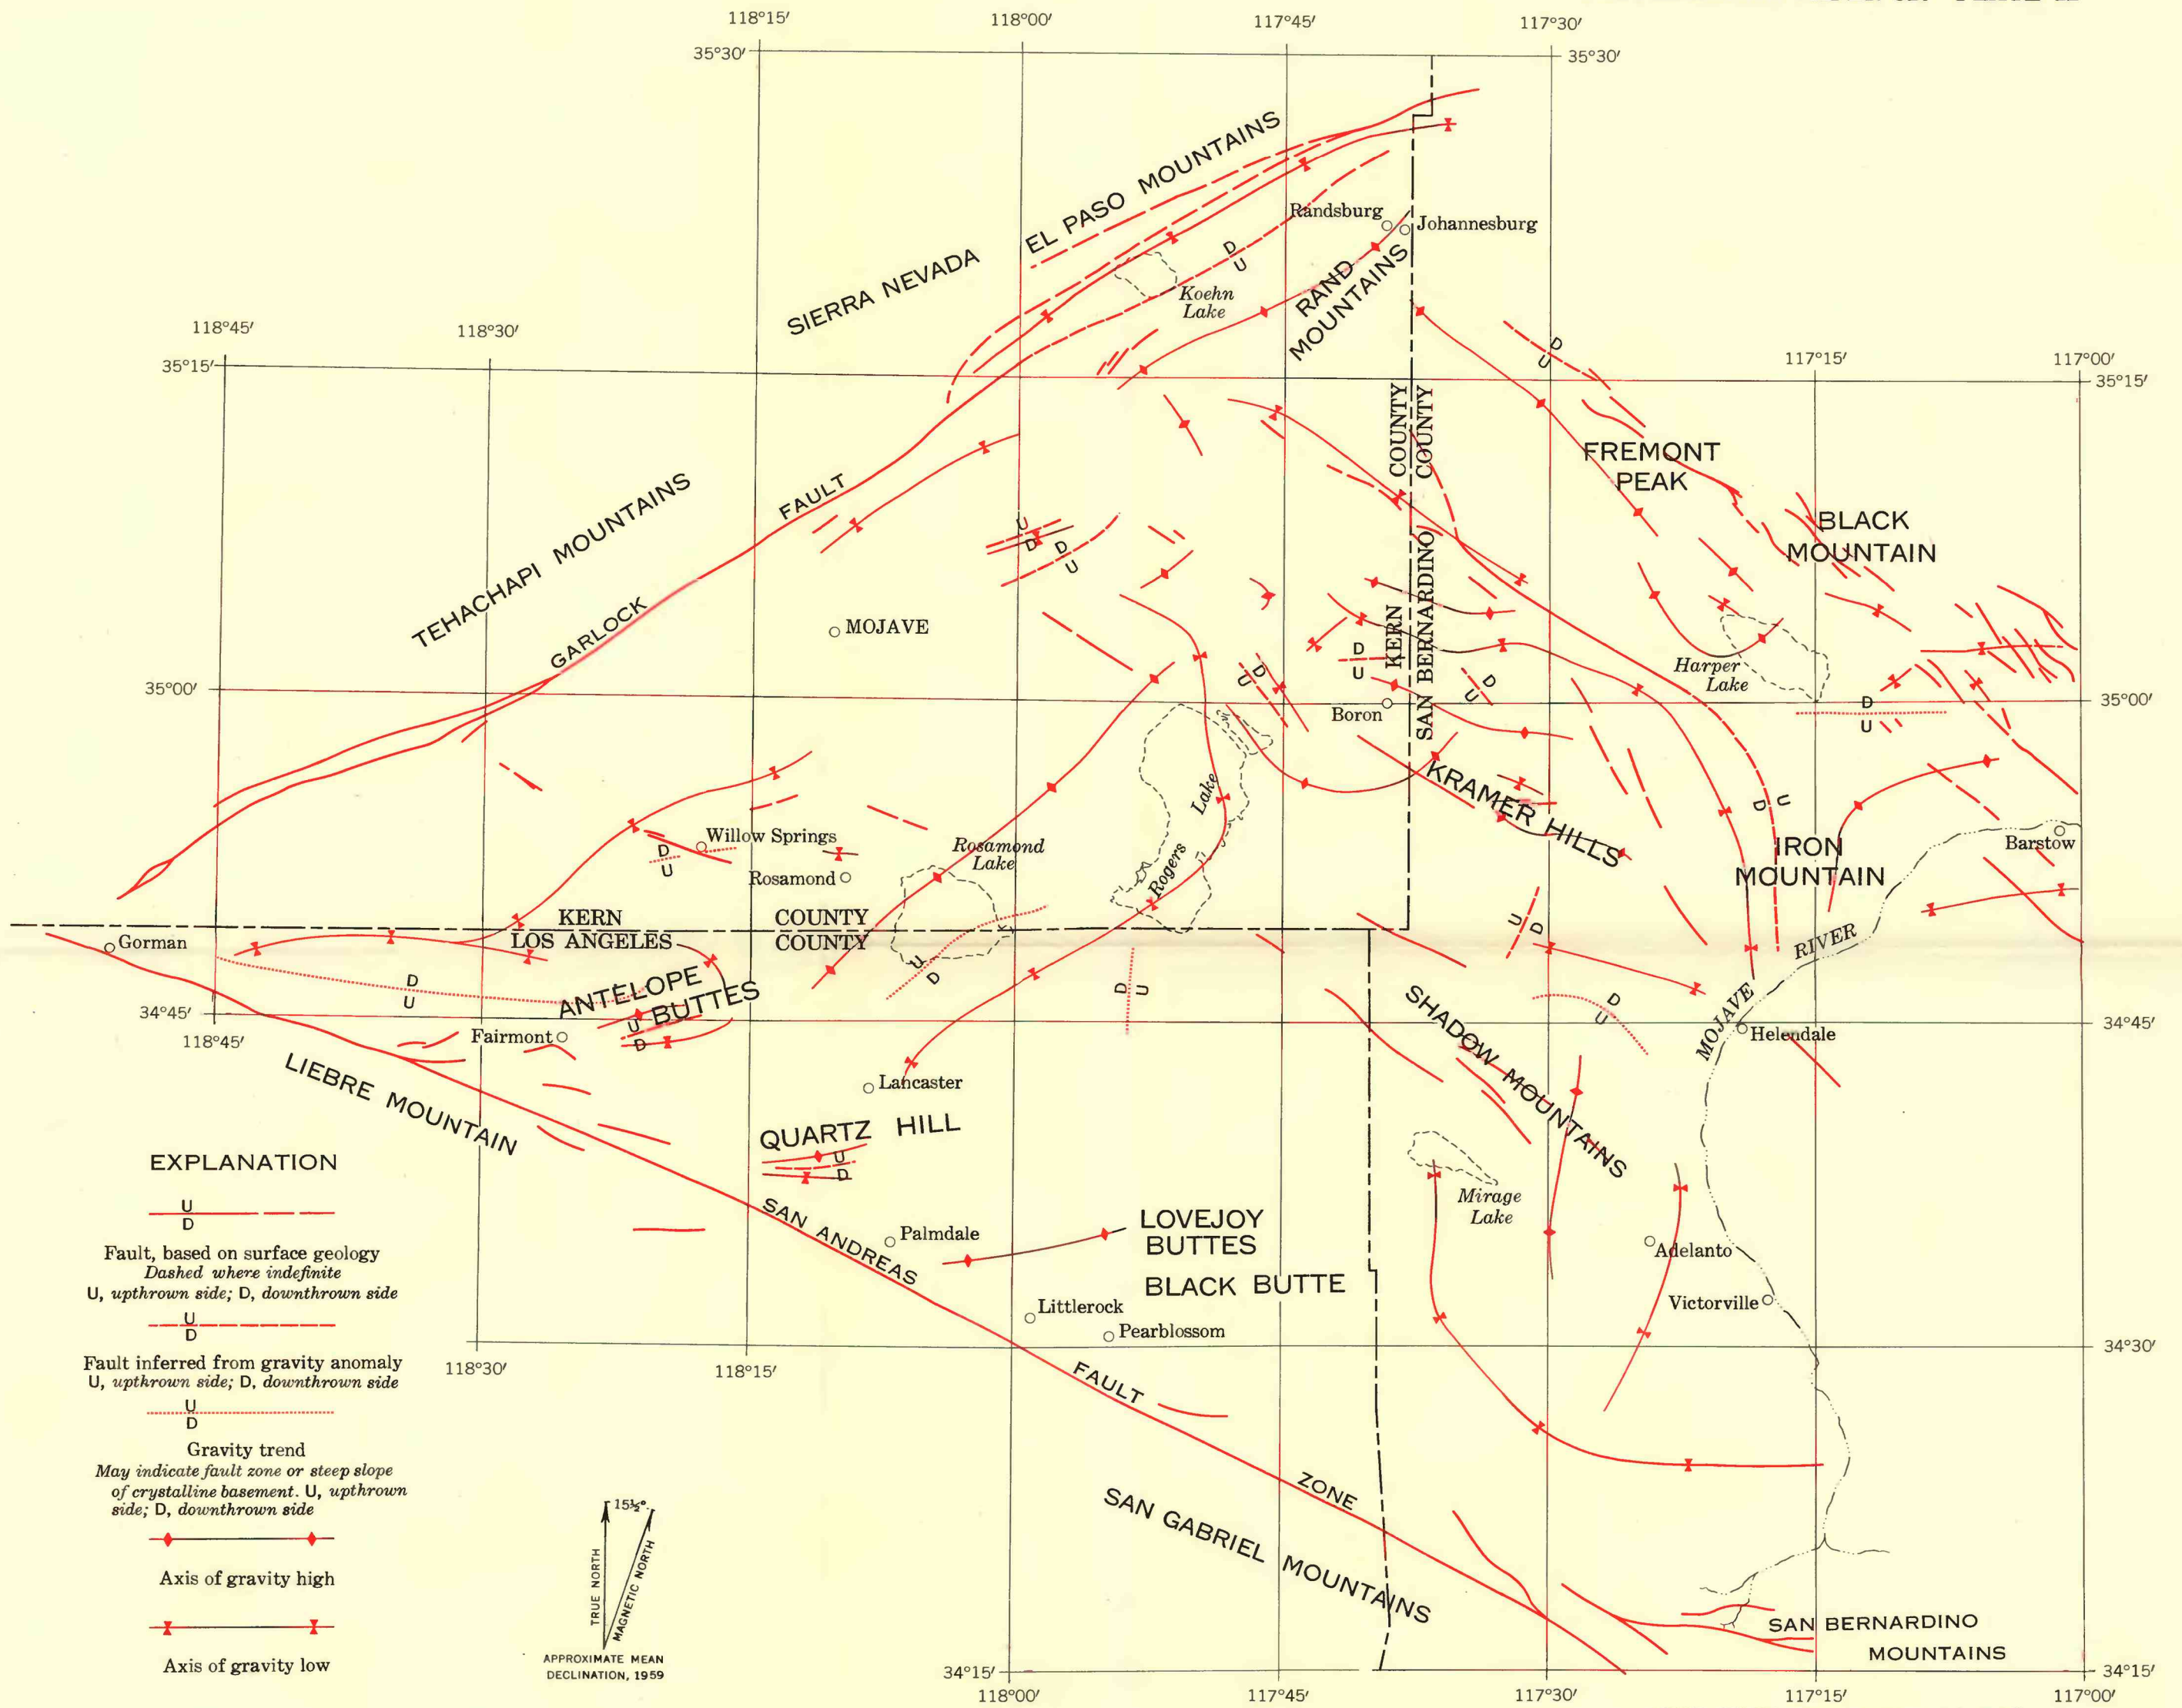 118°15′
118°00′
117°45′
117°30′
35°30′
35°30′
EL PASO MOUNTAINS
SIERRA NEVADA
Randsburg
Johannesburg
D
U
Koehn
Lake
RAND
MOUNTAINS
118°45′
118°30′
D
U
117°15′
117°00′
35°15′
35°15′
KERN COUNTY
SAN BERNARDINO COUNTY
FREMONT
PEAK
BLACK
MOUNTAIN
TEHACHAPI MOUNTAINS
GARLOCK FAULT
U
D
D
U
MOJAVE
Harper
Lake
D
U
D
U
D
U
35°00′
35°00′
Boron
D
U
Rogers Lake
KRAMER HILLS
D
U
Willow Springs
D
U
Rosamond
Rosamond
Lake
IRON
MOUNTAIN
Barstow
KERN COUNTY
LOS ANGELES COUNTY
Gorman
U
D
U
D
D
U
D
U
MOJAVE RIVER
ANTELOPE
BUTTES
U
D
34°45′
34°45′
118°45′
Fairmont
SHADOW MOUNTAINS
D
U
Helendale
LIEBRE MOUNTAIN
Lancaster
QUARTZ HILL
U
D
Mirage
Lake
SAN ANDREAS FAULT ZONE
Palmdale
LOVEJOY
BUTTES
BLACK BUTTE
Adelanto
Victorville
Littlerock
Pearblossom
34°30′
118°30′
118°15′
SAN GABRIEL MOUNTAINS
SAN BERNARDINO
MOUNTAINS
34°15′
34°15′
118°00′
117°45′
117°30′
117°15′
117°00′
EXPLANATION
U
D
Fault, based on surface geology
Dashed where indefinite
U, upthrown side; D, downthrown side
U
D
Fault inferred from gravity anomaly
U, upthrown side; D, downthrown side
U
D
Gravity trend
May indicate fault zone or steep slope
of crystalline basement. U, upthrown
side; D, downthrown side
Axis of gravity high
Axis of gravity low
15½°
TRUE NORTH
MAGNETIC NORTH
APPROXIMATE MEAN
DECLINATION, 1959